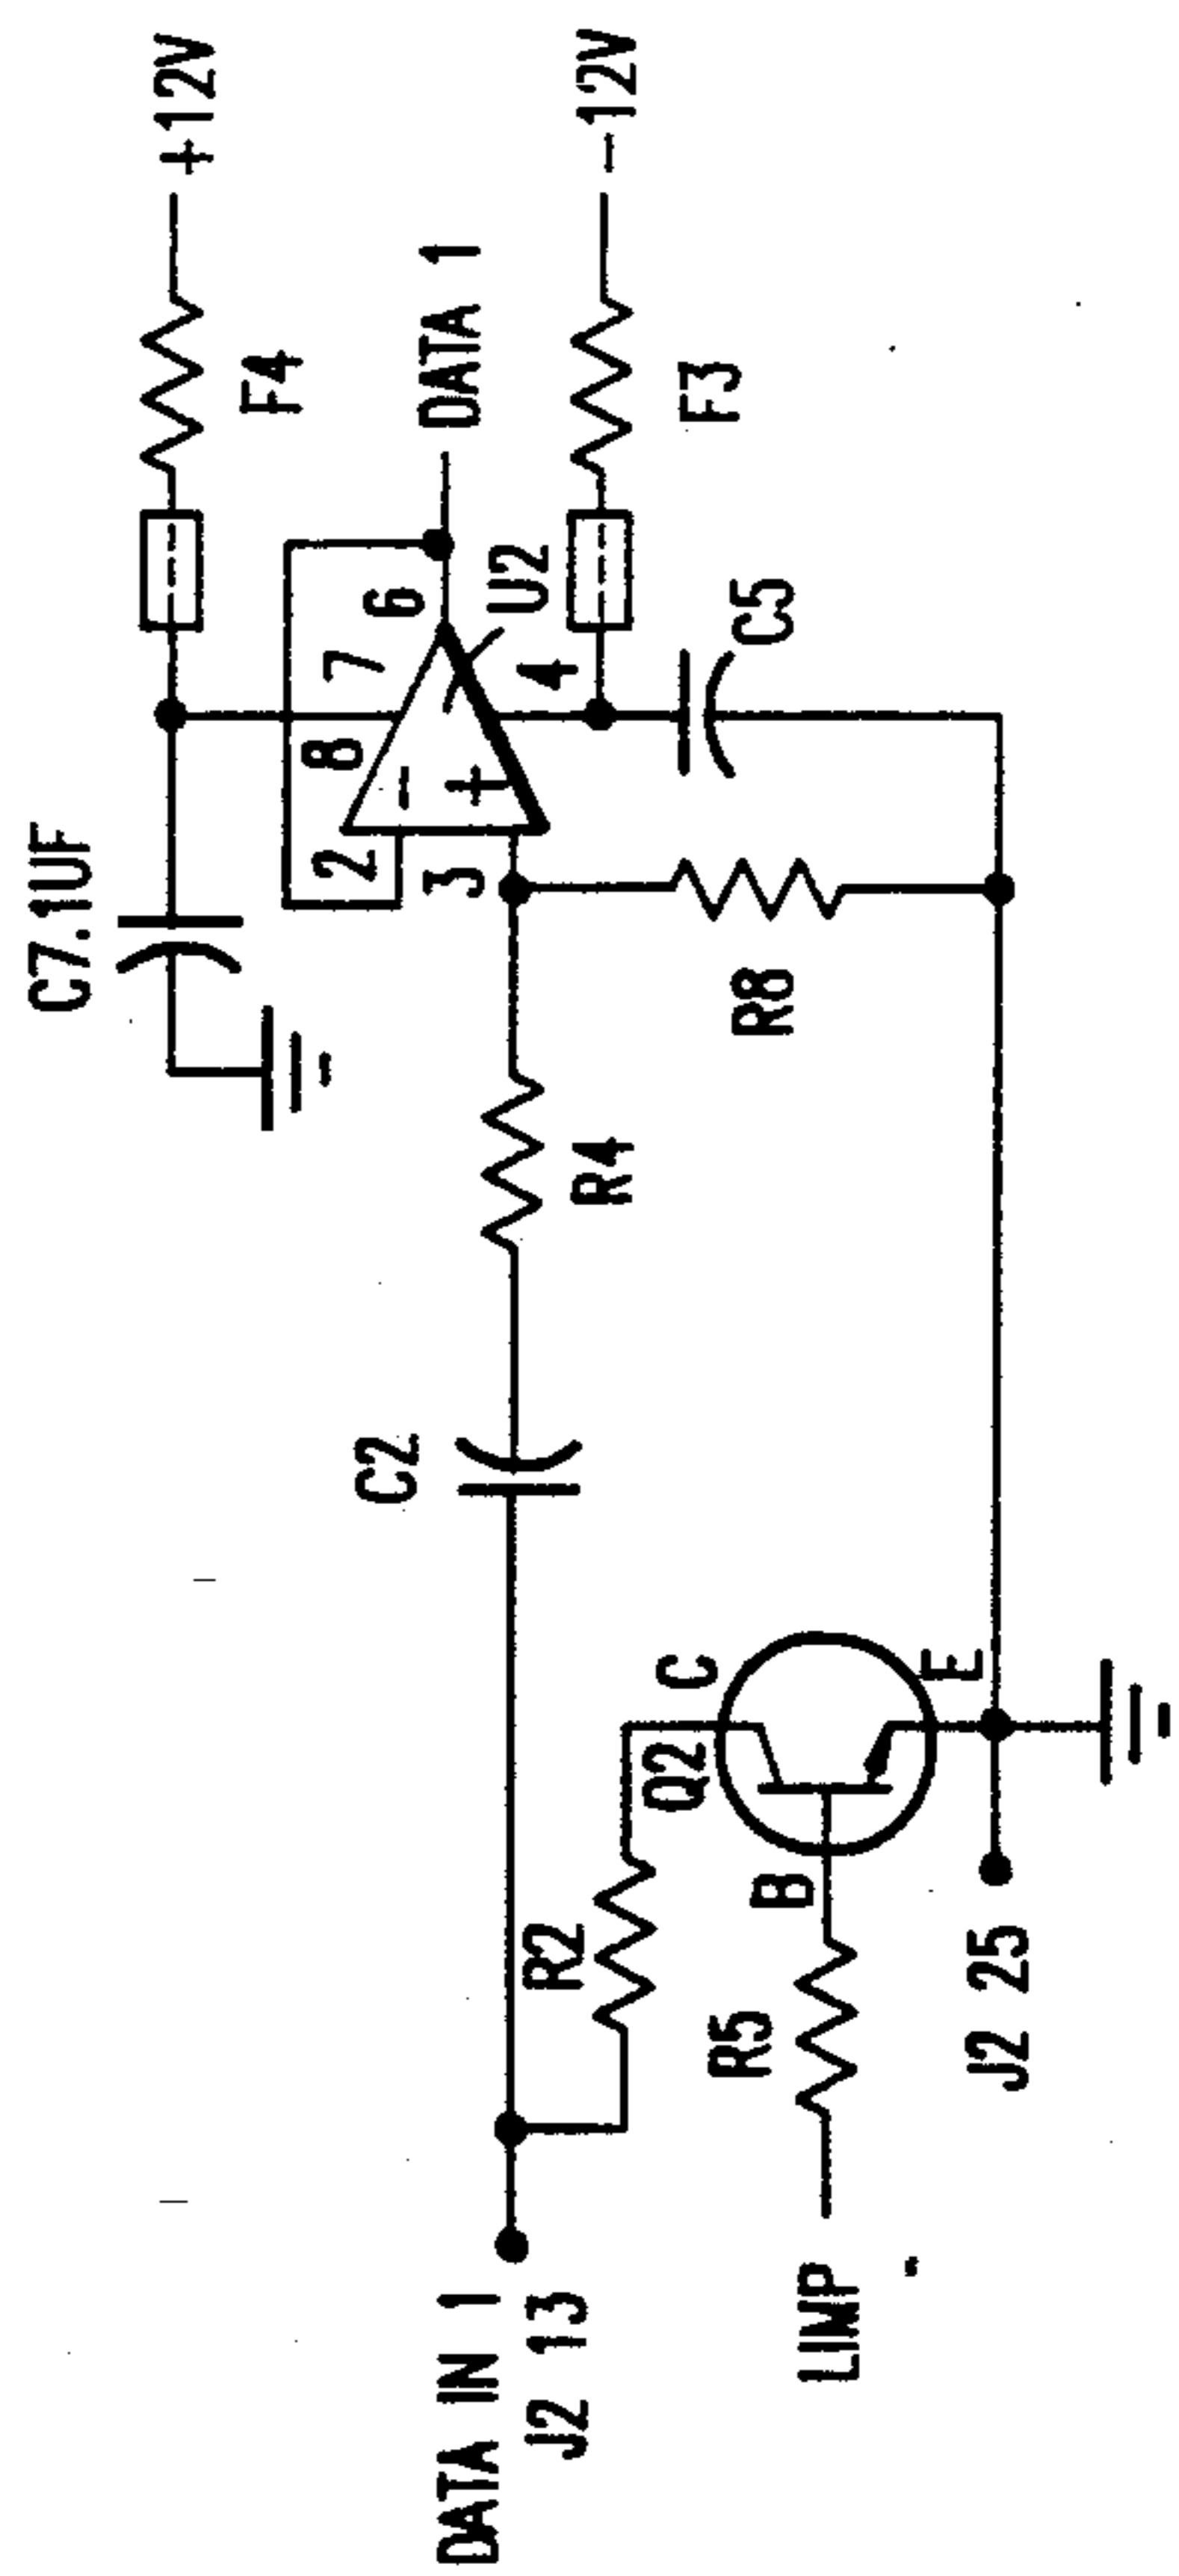 C7.1UF
+12V
F4
8
7
2
6
DATA 1
3
U2
4
-12V
-
+
F3
C5
C2
R4
R8
DATA IN 1
J2 13
R2
Q2
C
B
E
R5
LIMP
J2 25